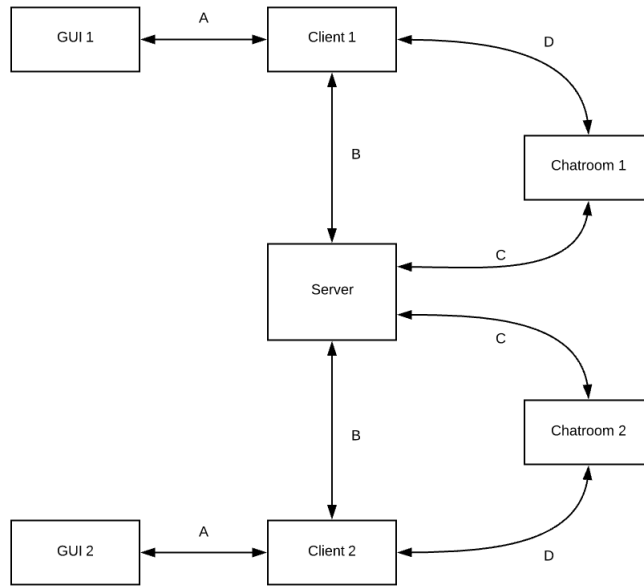 GUI 1
A
Client 1
D
B
Chatroom 1
C
Server
C
B
Chatroom 2
GUI 2
A
Client 2
D